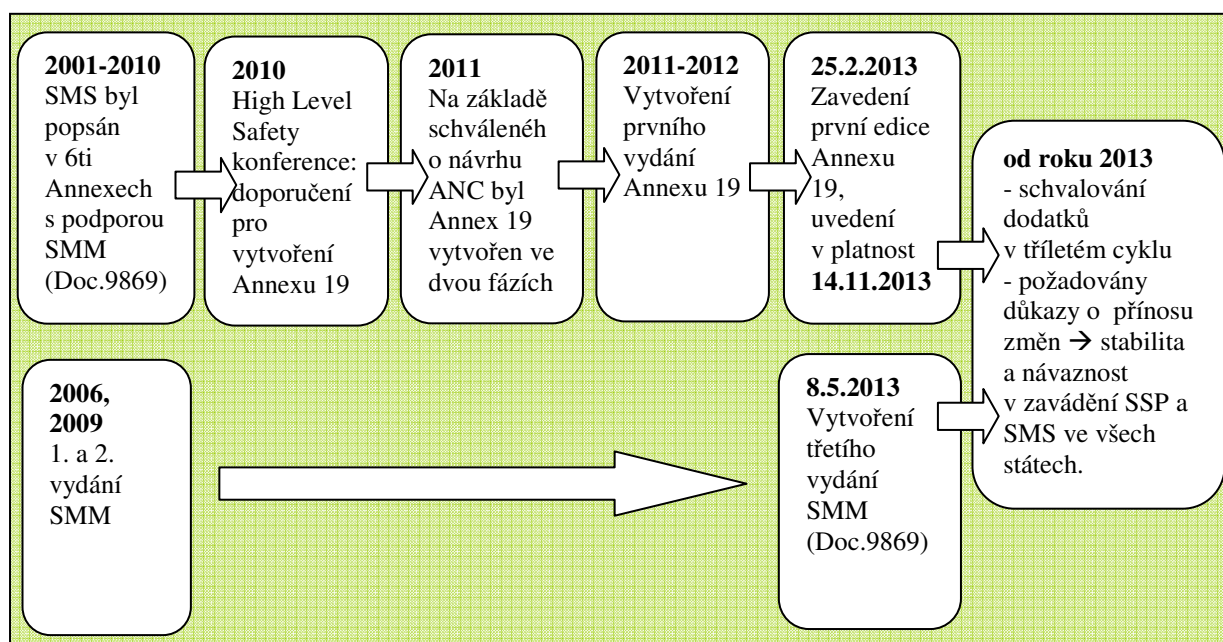 2001-2010
SMS byl
popsán
v 6ti
Annexech
s podporou
SMM
(Doc.9869)
2010
High Level
Safety
konference:
doporučení
pro
vytvoření
Annexu 19
2011
Na základě
schválenéh
o návrhu
ANC byl
Annex 19
vytvořen ve
dvou fázích
2011-2012
Vytvoření
prvního
vydání
Annexu 19
25.2.2013
Zavedení
první edice
Annexu
19,
uvedení
v platnost
14.11.2013
od roku 2013
- schvalování
dodatků
v tříletém cyklu
- požadovány
důkazy o přínosu
změn → stabilita
a návaznost
v zavádění SSP a
SMS ve všech
státech.
2006,
2009
1. a 2.
vydání
SMM
8.5.2013
Vytvoření
třetího
vydání
SMM
(Doc.9869)